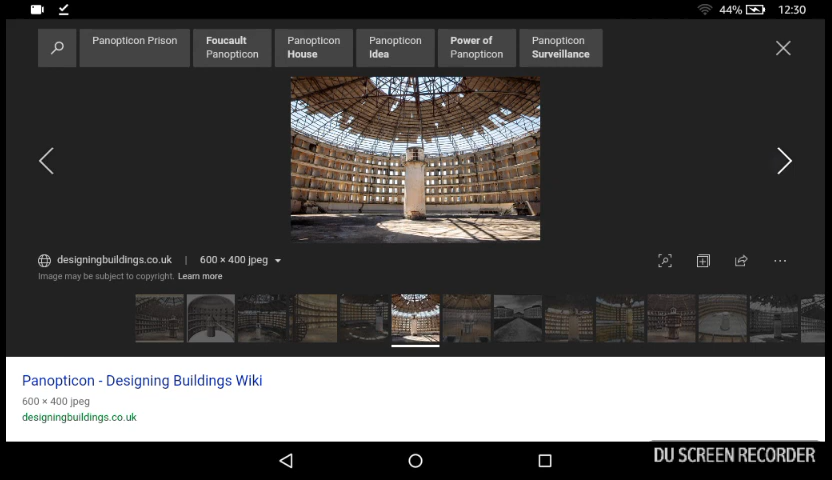 44% 12:30
Panopticon Prison
Foucault
Panopticon
Panopticon
House
Panopticon
Idea
Power of
Panopticon
Panopticon
Surveillance
designingbuildings.co.uk | 600 × 400 jpeg
Image may be subject to copyright. Learn more
Panopticon - Designing Buildings Wiki
600 × 400 jpeg
designingbuildings.co.uk
DU SCREEN RECORDER